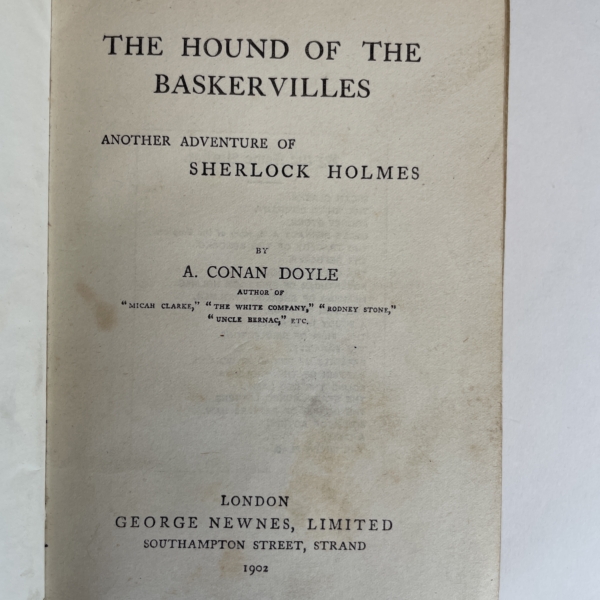 THE HOUND OF THE
BASKERVILLES
ANOTHER ADVENTURE OF
SHERLOCK HOLMES
BY
A. CONAN DOYLE
AUTHOR OF
"MICAH CLARKE," "THE WHITE COMPANY," "RODNEY STONE,"
"UNCLE BERNAC," ETC.
LONDON
GEORGE NEWNES, LIMITED
SOUTHAMPTON STREET, STRAND
1902